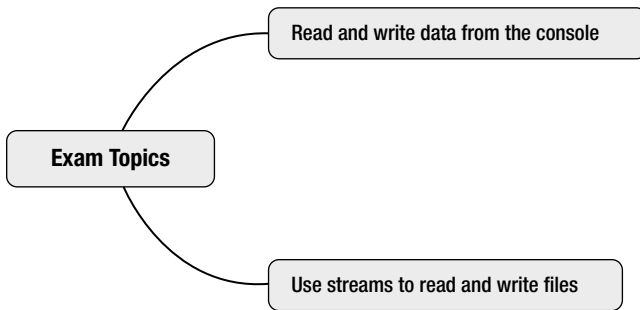 Read and write data from the console
Exam Topics
Use streams to read and write files